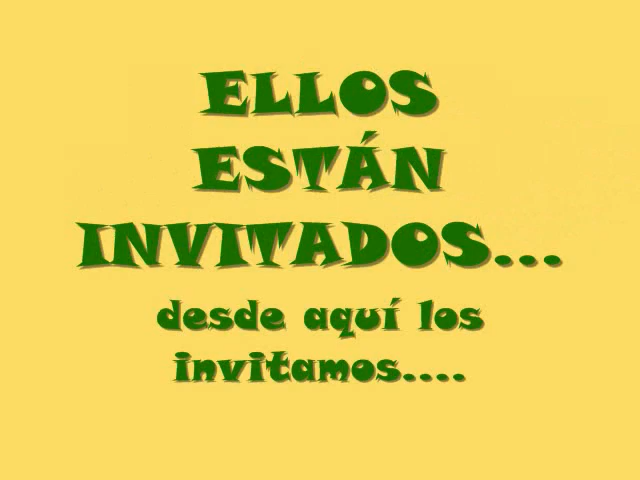 ELLOS
ESTÁN
INVITADOS...
desde aquí los
invitamos....